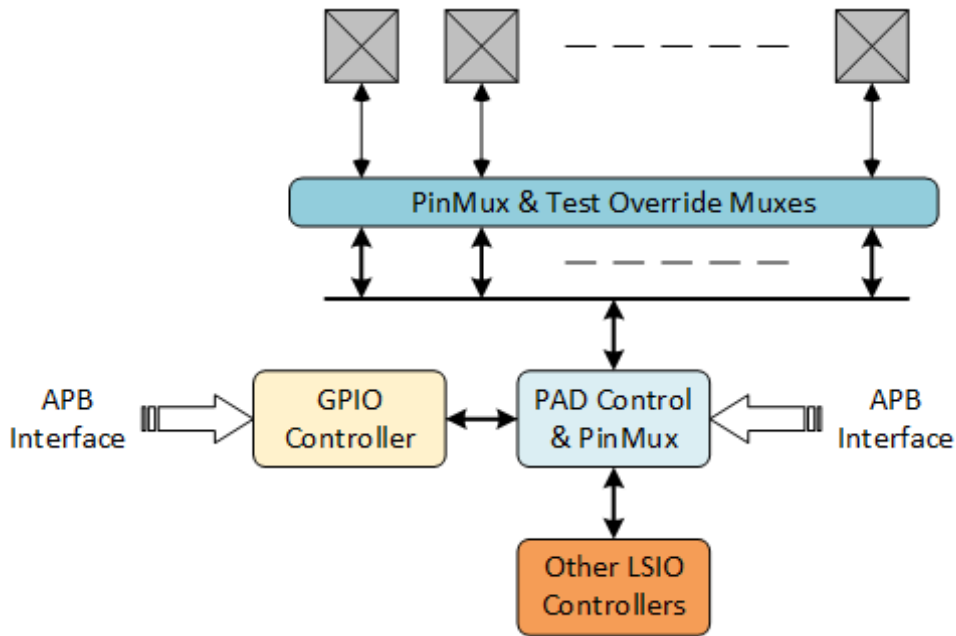 PinMux & Test Override Muxes
APB
Interface
GPIO
Controller
PAD Control
& PinMux
APB
Interface
Other LSIO
Controllers